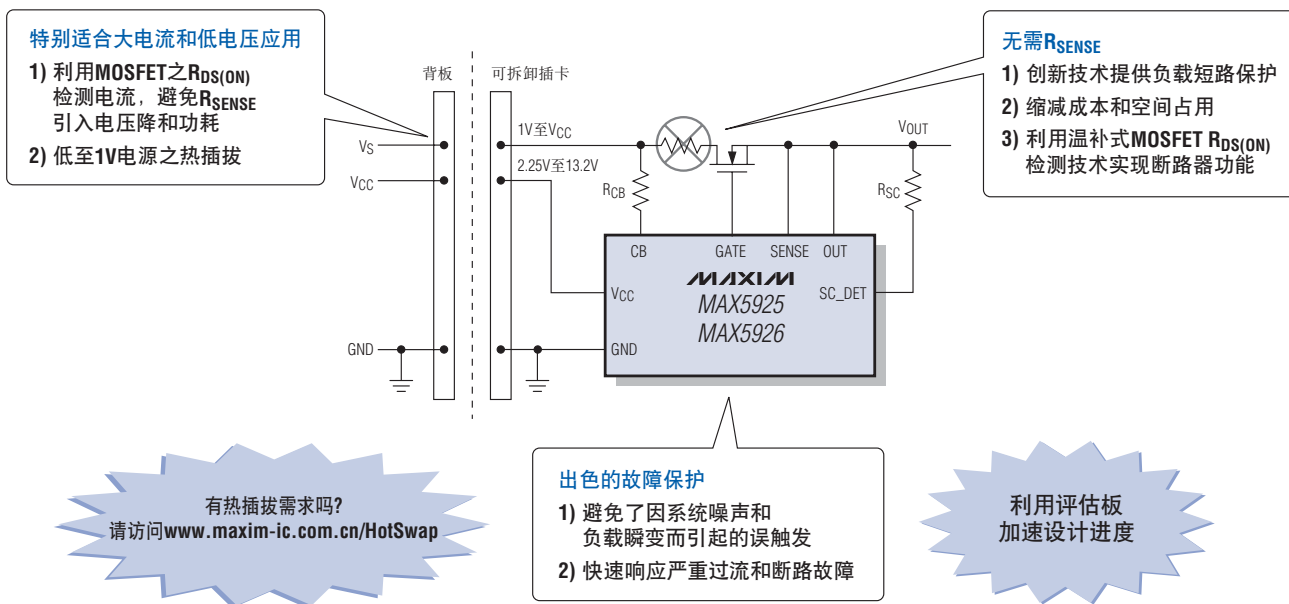 特别适合大电流和低电压应用
1) 利用MOSFET之RDS(ON)
检测电流，避免RSENSE
引入电压降和功耗
2) 低至1V电源之热插拔
背板
可拆卸插卡
无需RSENSE
1) 创新技术提供负载短路保护
2) 缩减成本和空间占用
3) 利用温补式MOSFET RDS(ON)
检测技术实现断路器功能
VS
VCC
GND
1V至VCC
2.25V至13.2V
RCB
VOUT
RSC
CB
GATE
SENSE
OUT
MAXIM
VCC
SC_DET
MAX5925
MAX5926
GND
出色的故障保护
1) 避免了因系统噪声和
负载瞬变而引起的误触发
2) 快速响应严重过流和断路故障
有热插拔需求吗?
请访问www.maxim-ic.com.cn/HotSwap
利用评估板
加速设计进度